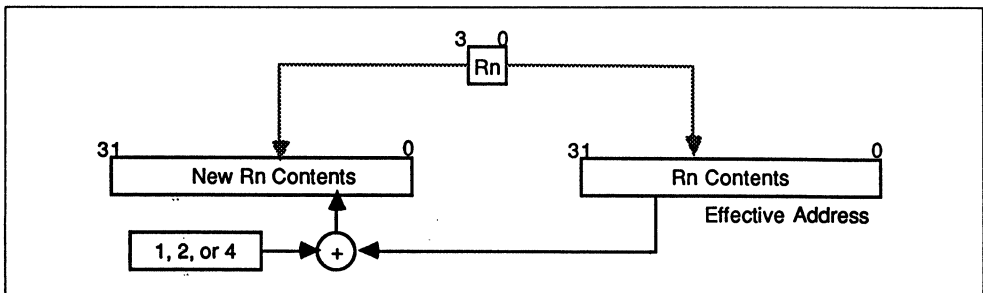 3 0
Rn
31 0
New Rn Contents
31 0
Rn Contents
Effective Address
1, 2, or 4
+